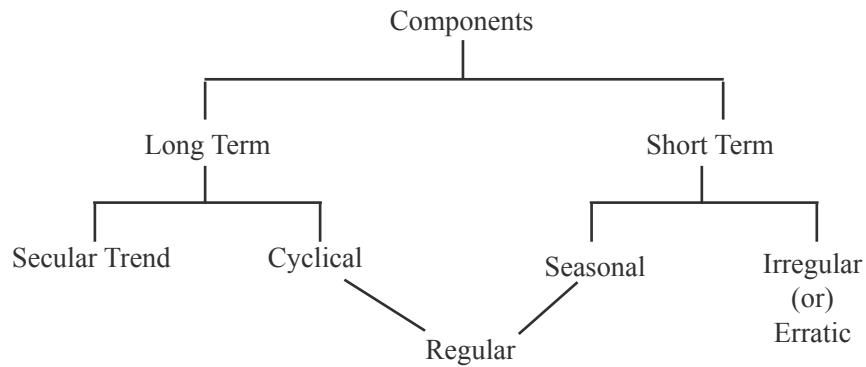 Components
Long Term
Short Term
Secular Trend
Cyclical
Seasonal
Irregular
(or)
Erratic
Regular